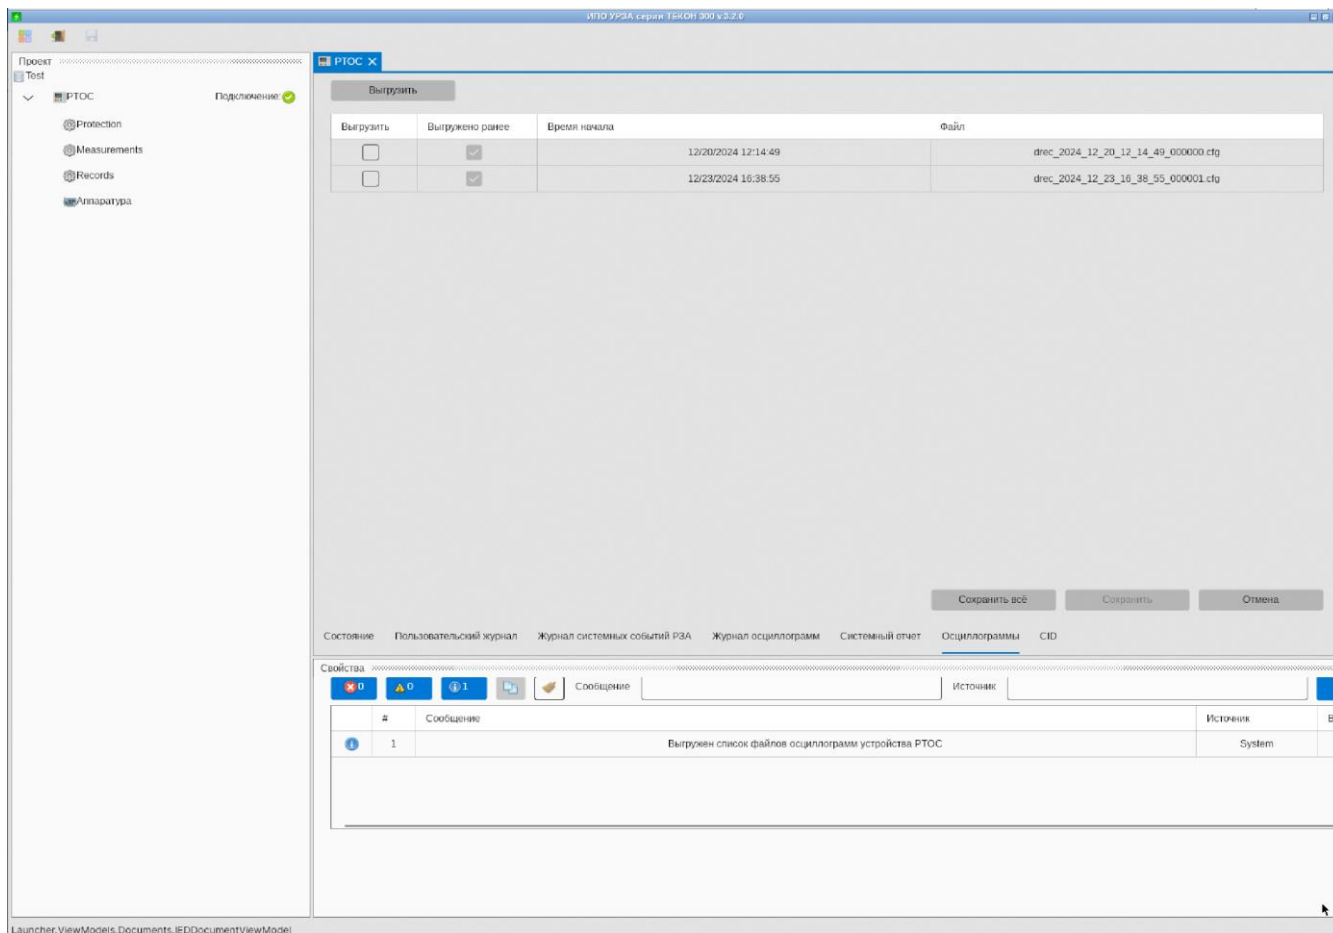 ИПО УРЗА серии ТЕКОН 300 v.3.2.0
Проект
Test
PTOC Подключение:
Protection
Measurements
Records
Аппаратура
PTOC
Выгрузить
Выгрузить Выгружено ранее Время начала Файл
12/20/2024 12:14:49 drec_2024_12_20_12_14_49_000000.cfg
12/23/2024 16:38:55 drec_2024_12_23_16_38_55_000001.cfg
Сохранить всё Сохранить Отмена
Состояние Пользовательский журнал Журнал системных событий РЗА Журнал осциллограмм Системный отчет Осциллограммы CID
Свойства
0 0 1 Сообщение Источник
# Сообщение Источник В
1 Выгружен список файлов осциллограмм устройства PTOC System
Launcher.ViewModels.Documents.IEDDocumentViewModel